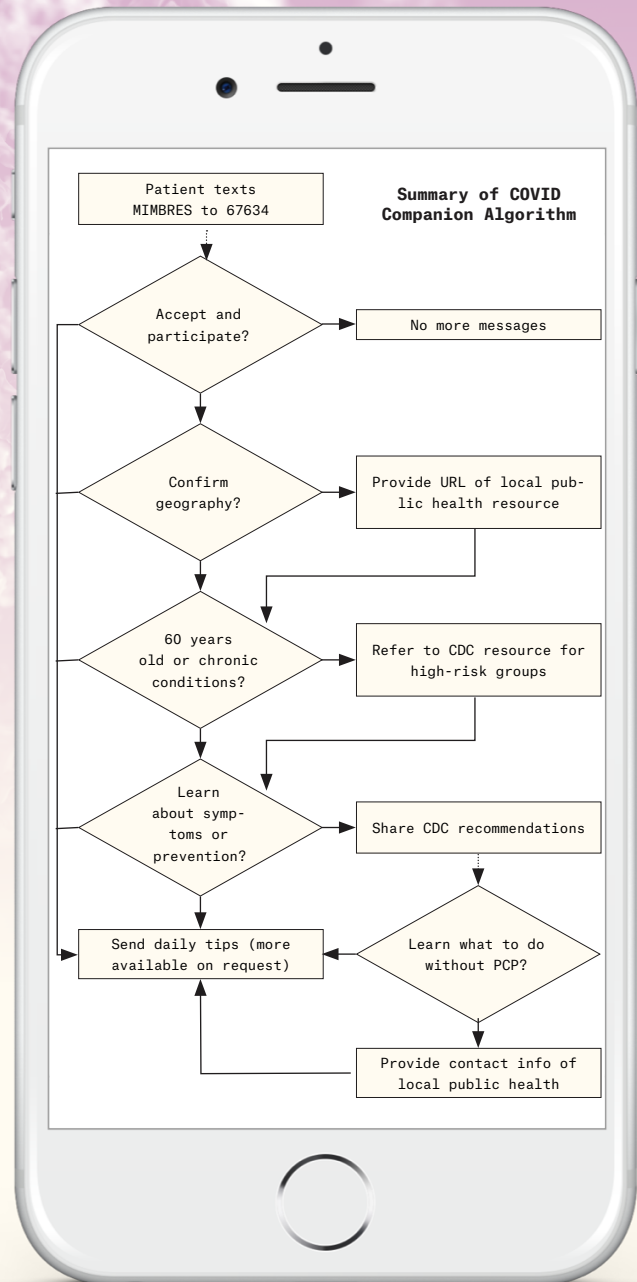 Patient texts
MIMBRES to 67634
Summary of COVID
Companion Algorithm
Accept and
participate?
No more messages
Confirm
geography?
Provide URL of local pub-
lic health resource
60 years
old or chronic
conditions?
Refer to CDC resource for
high-risk groups
Learn
about symp-
toms or
prevention?
Share CDC recommendations
Send daily tips (more
available on request)
Learn what to do
without PCP?
Provide contact info of
local public health